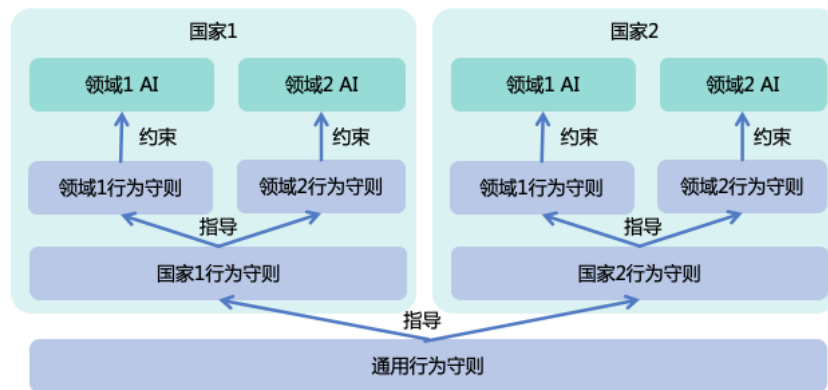 国家1
国家2
领域1 AI
领域2 AI
领域1 AI
领域2 AI
约束
约束
约束
约束
领域1行为守则
领域2行为守则
领域1行为守则
领域2行为守则
指导
指导
国家1行为守则
国家2行为守则
指导
通用行为守则